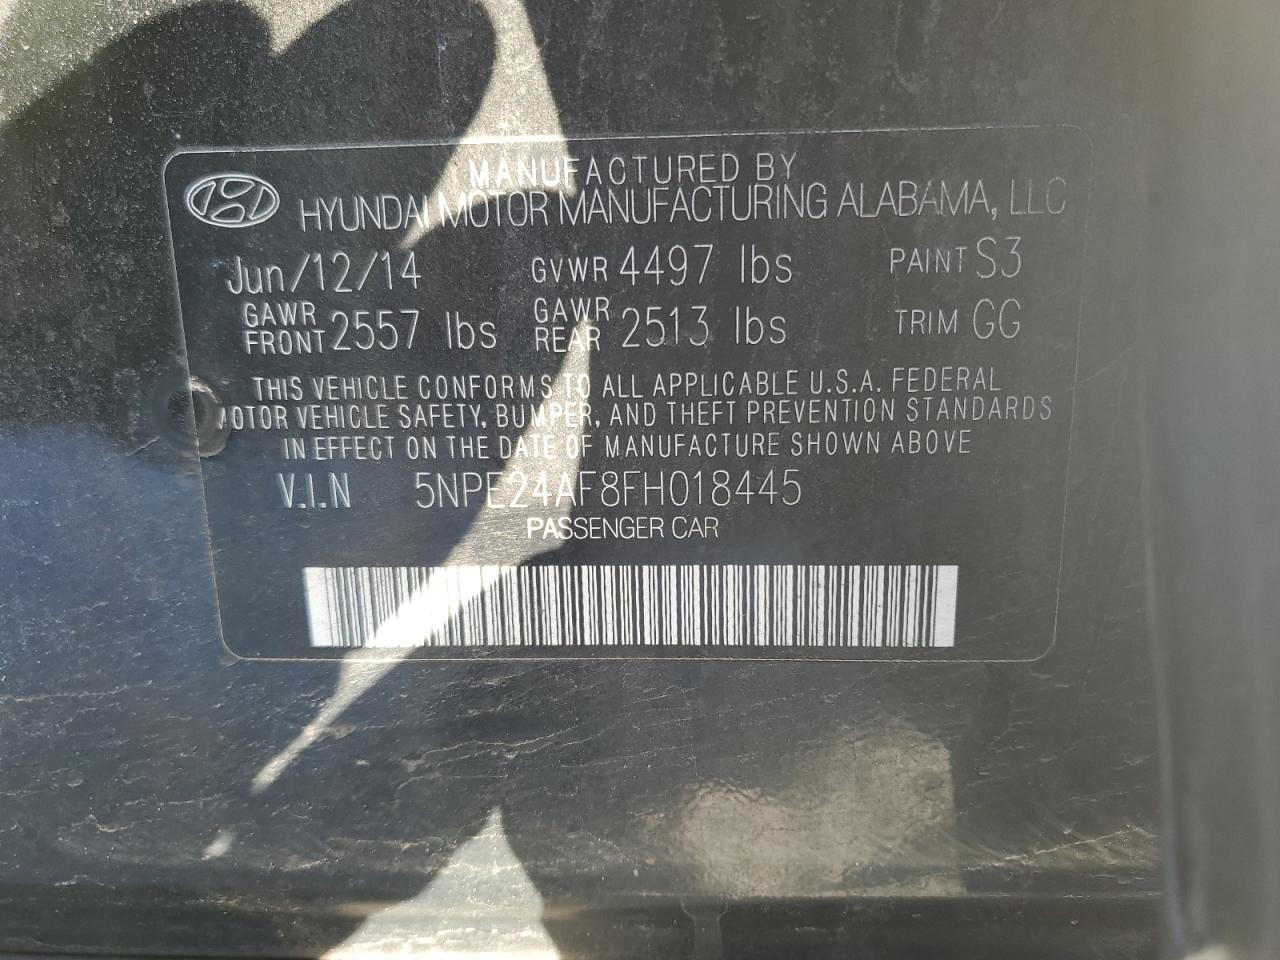 MANUFACTURED BY
HYUNDAI MOTOR MANUFACTURING ALABAMA, LLC
Jun/12/14 GVWR 4497 lbs PAINT S3
GAWR FRONT 2557 lbs GAWR REAR 2513 lbs TRIM GG
THIS VEHICLE CONFORMS TO ALL APPLICABLE U.S.A. FEDERAL
MOTOR VEHICLE SAFETY, BUMPER, AND THEFT PREVENTION STANDARDS
IN EFFECT ON THE DATE OF MANUFACTURE SHOWN ABOVE
V.I.N 5NPE24AF8FH018445
PASSENGER CAR